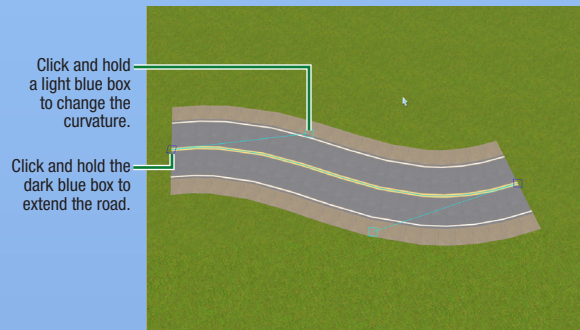 Click and hold
a light blue box
to change the
curvature.
Click and hold the
dark blue box to
extend the road.